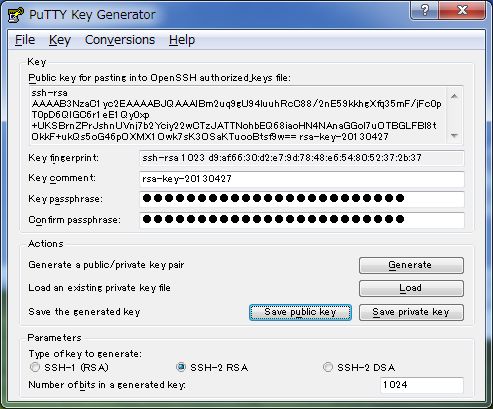 PuTTY Key Generator
File Key Conversions Help
Key
Public key for pasting into OpenSSH authorized_keys file:
ssh-rsa
AAAAB3NzaC1yc2EAAAABJQAAAIBm2uq9gU94IuuhRcC88/2nE59kkhgXfq35mF/jFc0p
T0pD6QIGC6r1eE1Qy0xp
+UKSBrnZPrJshnUVnj7b2Yciy22wCTzJATTNohbEQ68iaoHN4NAnaGGol7uOTBGLFBl8t
OkkF+ukQs5oG46pOXMX1Owk7sK3OSaKTuooBtsf9w== rsa-key-20130427
Key fingerprint: ssh-rsa 1023 d9:af:66:30:d2:e7:9d:78:48:e6:54:80:52:37:2b:37
Key comment: rsa-key-20130427
Key passphrase:
Confirm passphrase:
Actions
Generate a public/private key pair Generate
Load an existing private key file Load
Save the generated key Save public key Save private key
Parameters
Type of key to generate:
SSH-1 (RSA) SSH-2 RSA SSH-2 DSA
Number of bits in a generated key: 1024